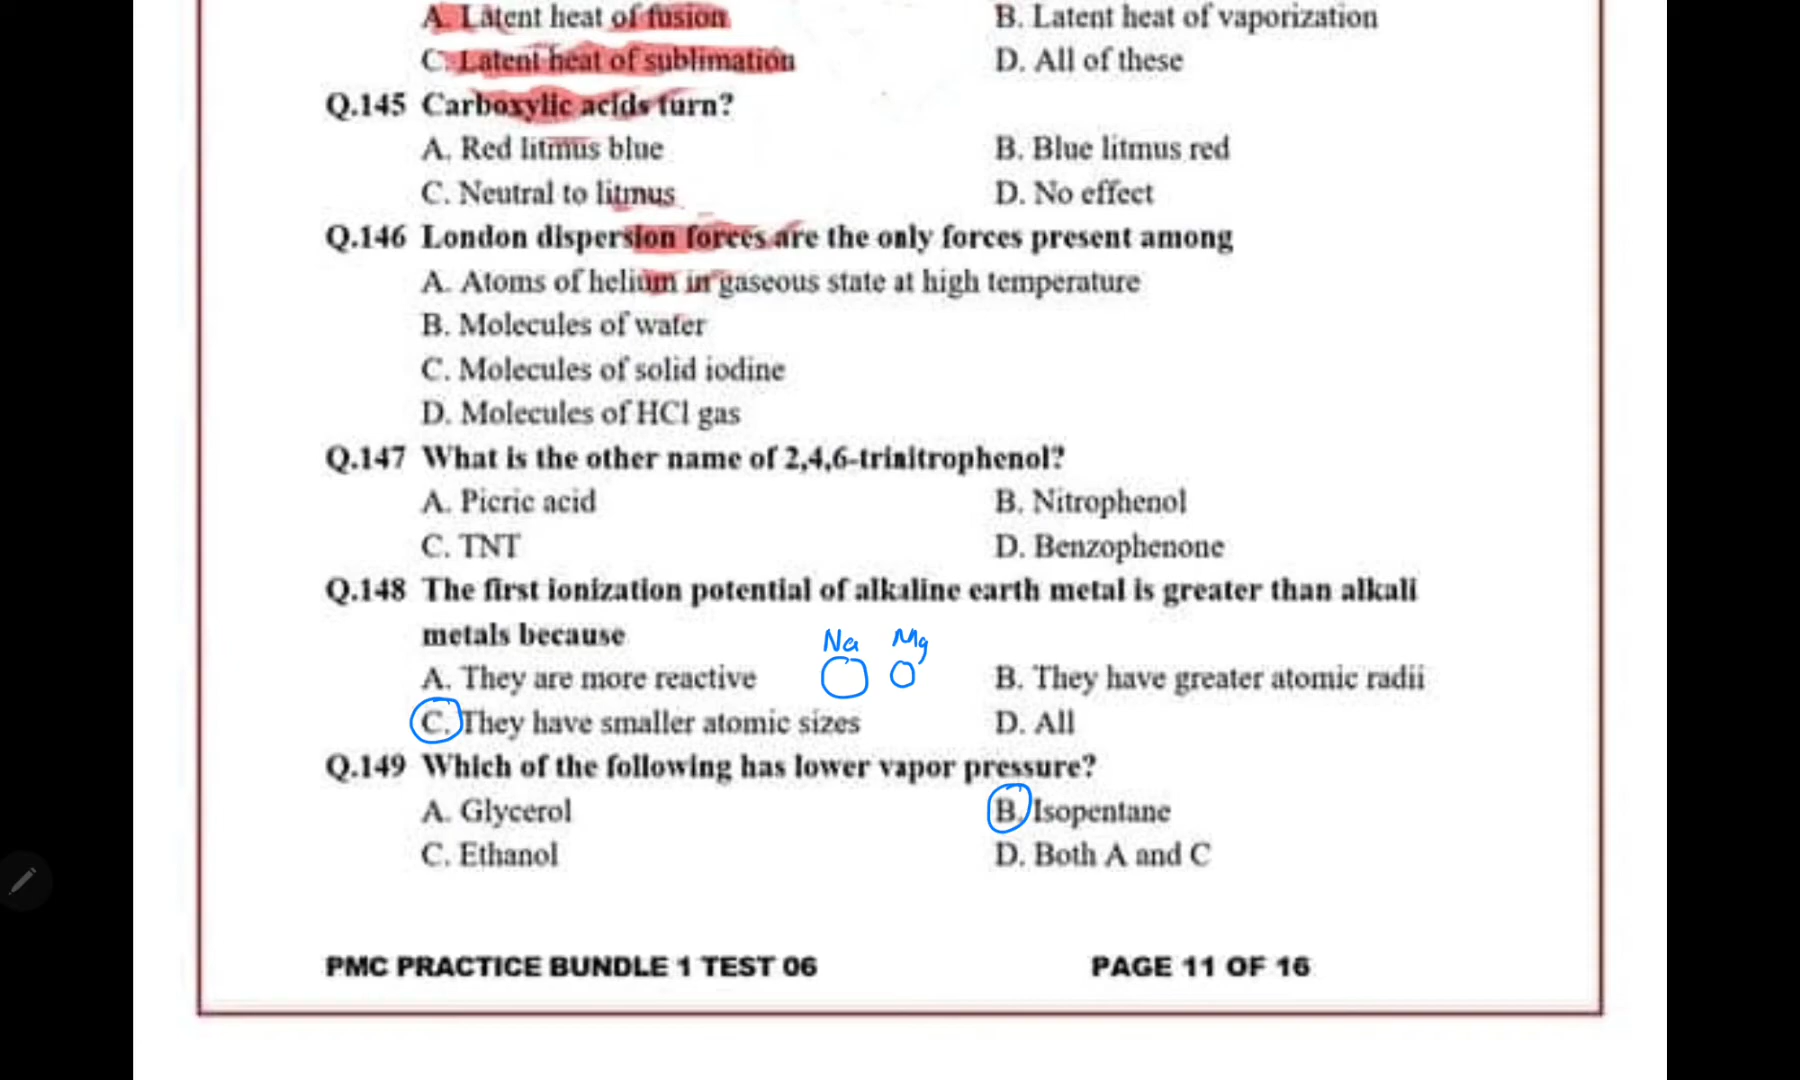 A. Latent heat of fusion B. Latent heat of vaporization
C. Latent heat of sublimation D. All of these
Q.145 Carboxylic acids turn?
A. Red litmus blue B. Blue litmus red
C. Neutral to litmus D. No effect
Q.146 London dispersion forces are the only forces present among
A. Atoms of helium in gaseous state at high temperature
B. Molecules of water
C. Molecules of solid iodine
D. Molecules of HCl gas
Q.147 What is the other name of 2,4,6-trinitrophenol?
A. Picric acid B. Nitrophenol
C. TNT D. Benzophenone
Q.148 The first ionization potential of alkaline earth metal is greater than alkali
metals because
Na Mg
A. They are more reactive B. They have greater atomic radii
C. They have smaller atomic sizes D. All
Q.149 Which of the following has lower vapor pressure?
A. Glycerol B. Isopentane
C. Ethanol D. Both A and C
PMC PRACTICE BUNDLE 1 TEST 06 PAGE 11 OF 16